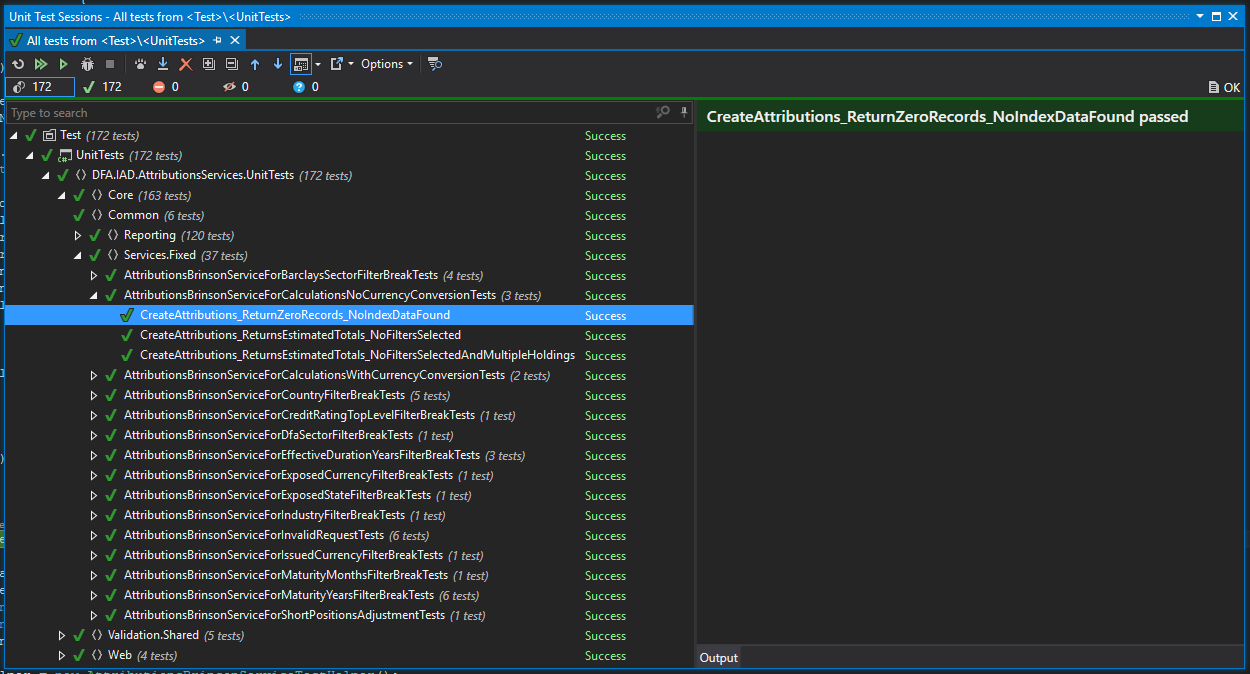 Unit Test Sessions - All tests from <Test>\<UnitTests>
All tests from <Test>\<UnitTests>
Options
172 172 0 0 0 OK
Type to search
CreateAttributions_ReturnZeroRecords_NoIndexDataFound passed
Test (172 tests) Success
UnitTests (172 tests) Success
DFA.IAD.AttributionsServices.UnitTests (172 tests) Success
Core (163 tests) Success
Common (6 tests) Success
Reporting (120 tests) Success
Services.Fixed (37 tests) Success
AttributionsBrinsonServiceForBarclaysSectorFilterBreakTests (4 tests) Success
AttributionsBrinsonServiceForCalculationsNoCurrencyConversionTests (3 tests) Success
CreateAttributions_ReturnZeroRecords_NoIndexDataFound Success
CreateAttributions_ReturnsEstimatedTotals_NoFiltersSelected Success
CreateAttributions_ReturnsEstimatedTotals_NoFiltersSelectedAndMultipleHoldings Success
AttributionsBrinsonServiceForCalculationsWithCurrencyConversionTests (2 tests) Success
AttributionsBrinsonServiceForCountryFilterBreakTests (5 tests) Success
AttributionsBrinsonServiceForCreditRatingTopLevelFilterBreakTests (1 test) Success
AttributionsBrinsonServiceForDfaSectorFilterBreakTests (1 test) Success
AttributionsBrinsonServiceForEffectiveDurationYearsFilterBreakTests (3 tests) Success
AttributionsBrinsonServiceForExposedCurrencyFilterBreakTests (1 test) Success
AttributionsBrinsonServiceForExposedStateFilterBreakTests (1 test) Success
AttributionsBrinsonServiceForIndustryFilterBreakTests (1 test) Success
AttributionsBrinsonServiceForInvalidRequestTests (6 tests) Success
AttributionsBrinsonServiceForIssuedCurrencyFilterBreakTests (1 test) Success
AttributionsBrinsonServiceForMaturityMonthsFilterBreakTests (1 test) Success
AttributionsBrinsonServiceForMaturityYearsFilterBreakTests (6 tests) Success
AttributionsBrinsonServiceForShortPositionsAdjustmentTests (1 test) Success
Validation.Shared (5 tests) Success
Web (4 tests) Success
Output